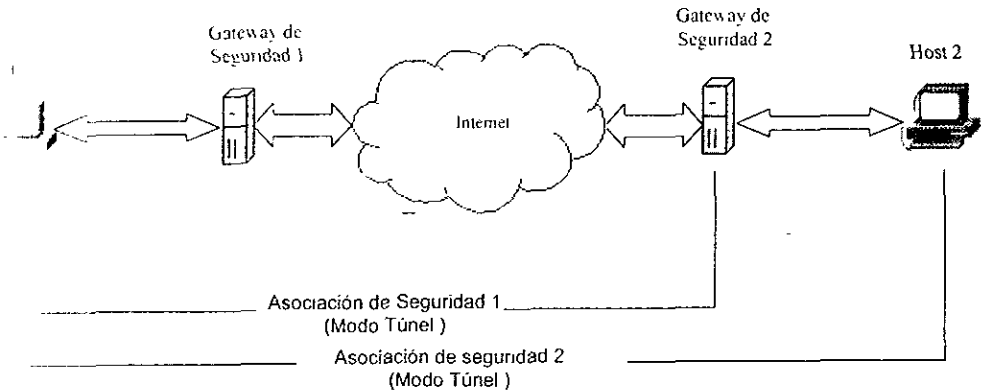 Gateway de
Seguridad 1
Gateway de
Seguridad 2
Host 2
Internet
Asociación de Seguridad 1
(Modo Túnel )
Asociación de seguridad 2
(Modo Túnel )